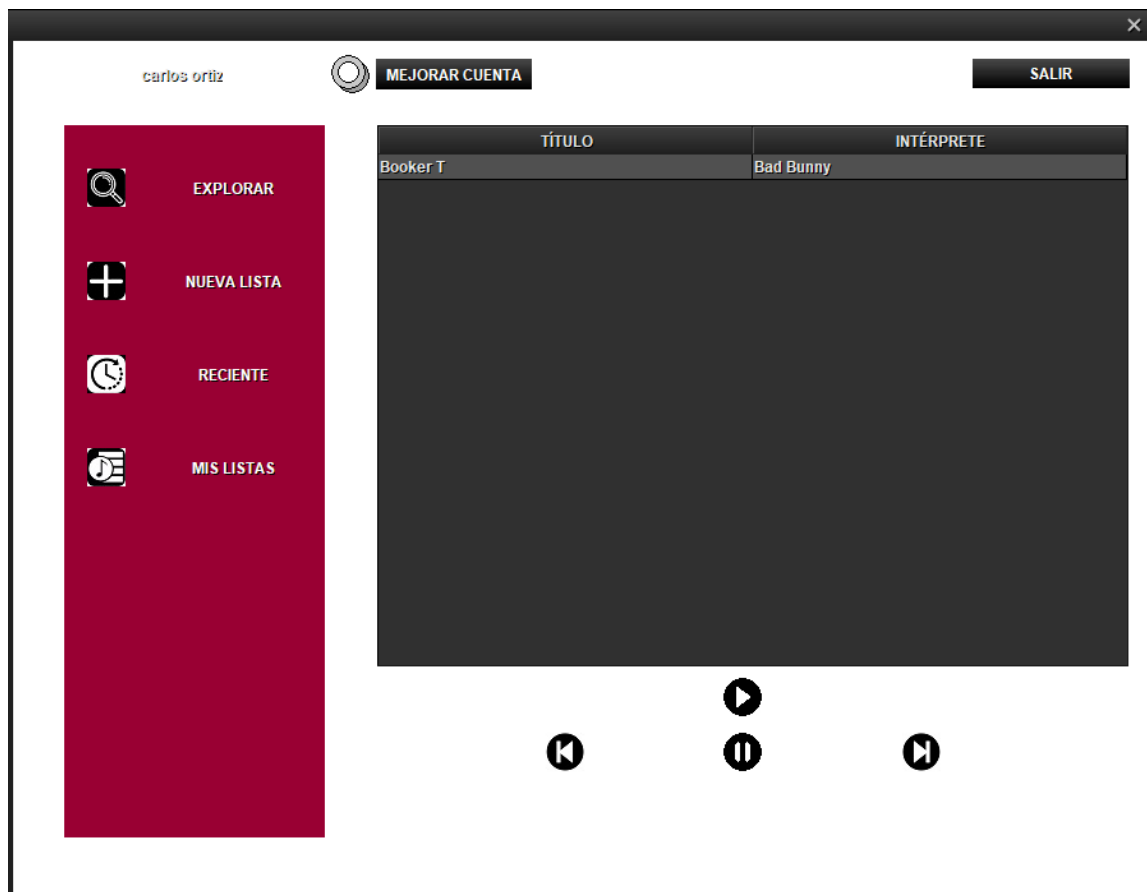 carlos ortiz
MEJORAR CUENTA
SALIR
TÍTULO INTÉRPRETE
Booker T Bad Bunny
EXPLORAR
NUEVA LISTA
RECIENTE
MIS LISTAS